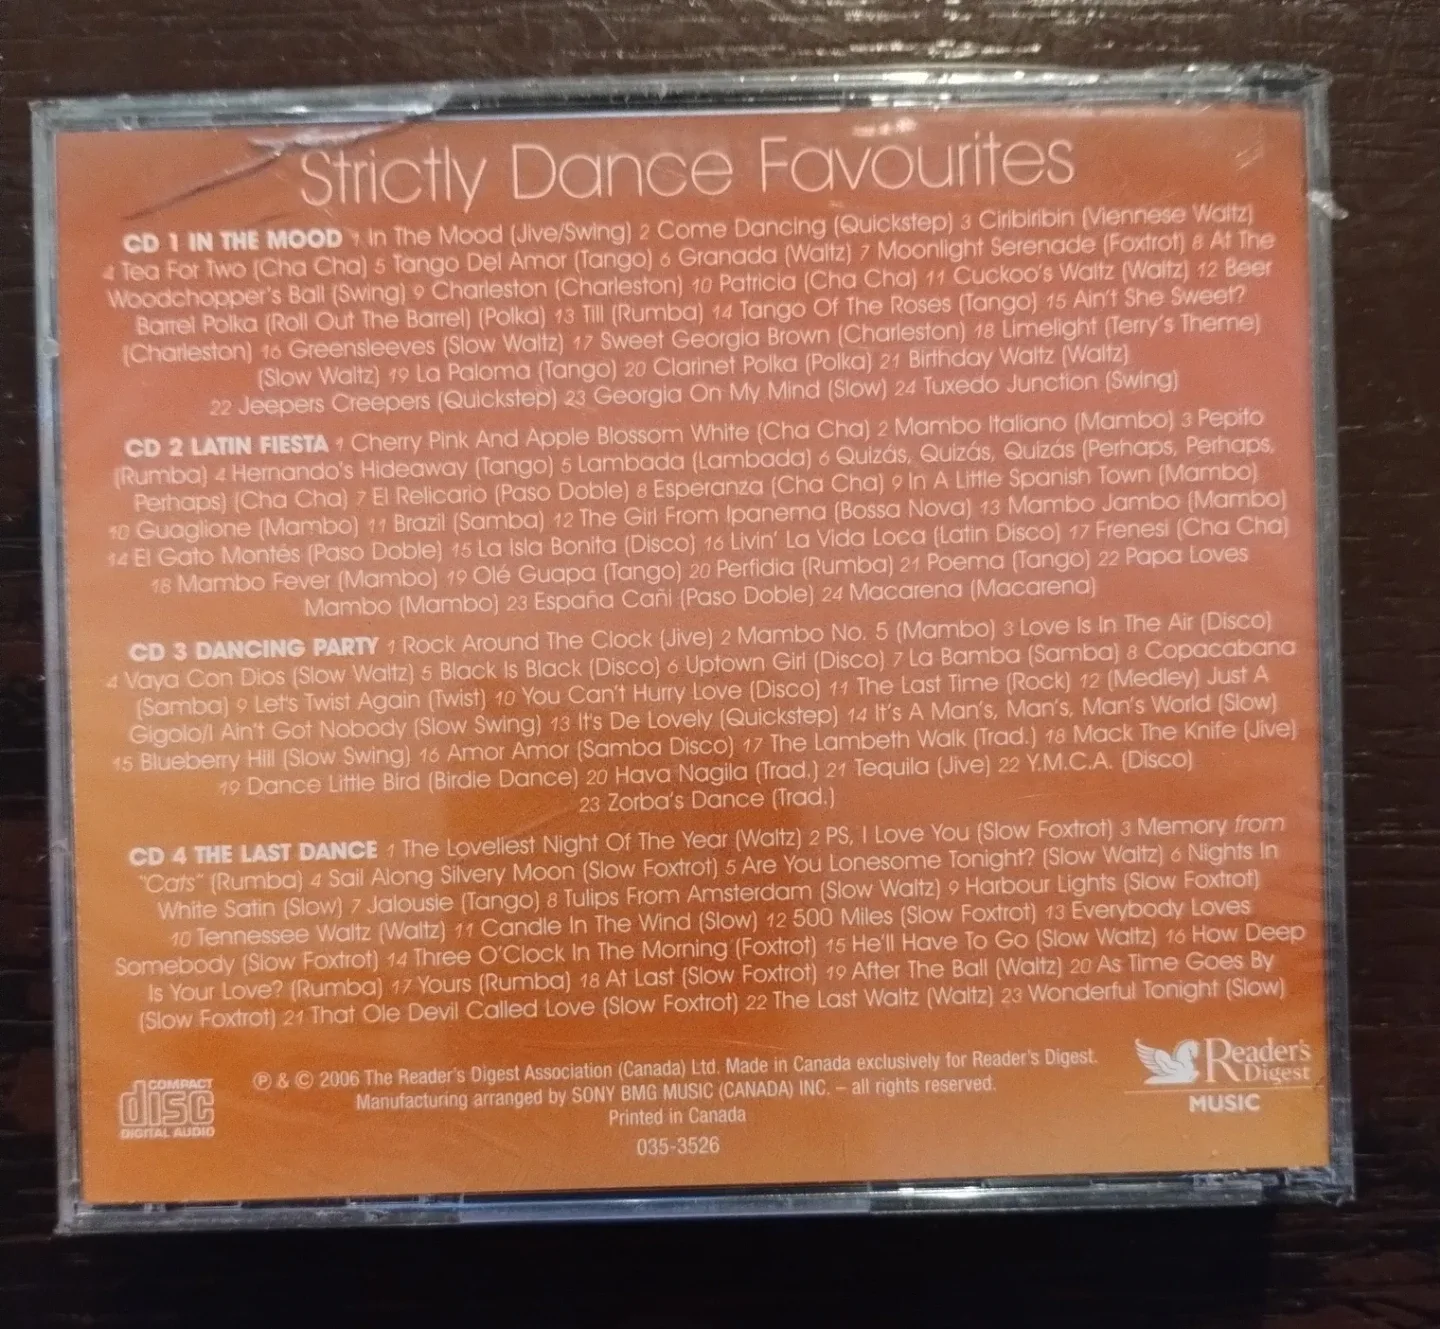 Strictly Dance Favourites
CD 1 IN THE MOOD 1 In The Mood (Jive/Swing) 2 Come Dancing (Quickstep) 3 Ciribiribin (Viennese Waltz)
4 Tea For Two (Cha Cha) 5 Tango Del Amor (Tango) 6 Granada (Waltz) 7 Moonlight Serenade (Foxtrot) 8 At The
Woodchopper's Ball (Swing) 9 Charleston (Charleston) 10 Patricia (Cha Cha) 11 Cuckoo's Waltz (Waltz) 12 Beer
Barrel Polka (Roll Out The Barrel) (Polka) 13 Till (Rumba) 14 Tango Of The Roses (Tango) 15 Ain't She Sweet?
(Charleston) 16 Greensleeves (Slow Waltz) 17 Sweet Georgia Brown (Charleston) 18 Limelight (Terry's Theme)
(Slow Waltz) 19 La Paloma (Tango) 20 Clarinet Polka (Polka) 21 Birthday Waltz (Waltz)
22 Jeepers Creepers (Quickstep) 23 Georgia On My Mind (Slow) 24 Tuxedo Junction (Swing)
CD 2 LATIN FIESTA 1 Cherry Pink And Apple Blossom White (Cha Cha) 2 Mambo Italiano (Mambo) 3 Pepito
(Rumba) 4 Hernando's Hideaway (Tango) 5 Lambada (Lambada) 6 Quizás, Quizás, Quizás (Perhaps, Perhaps,
Perhaps) (Cha Cha) 7 El Relicario (Paso Doble) 8 Esperanza (Cha Cha) 9 In A Little Spanish Town (Mambo)
10 Guaglione (Mambo) 11 Brazil (Samba) 12 The Girl From Ipanema (Bossa Nova) 13 Mambo Jambo (Mambo)
14 El Gato Montés (Paso Doble) 15 La Isla Bonita (Disco) 16 Livin' La Vida Loca (Latin Disco) 17 Frenesi (Cha Cha)
18 Mambo Fever (Mambo) 19 Olé Guapa (Tango) 20 Perfidia (Rumba) 21 Poema (Tango) 22 Papa Loves
Mambo (Mambo) 23 España Cañi (Paso Doble) 24 Macarena (Macarena)
CD 3 DANCING PARTY 1 Rock Around The Clock (Jive) 2 Mambo No. 5 (Mambo) 3 Love Is In The Air (Disco)
4 Vaya Con Dios (Slow Waltz) 5 Black Is Black (Disco) 6 Uptown Girl (Disco) 7 La Bamba (Samba) 8 Copacabana
(Samba) 9 Let's Twist Again (Twist) 10 You Can't Hurry Love (Disco) 11 The Last Time (Rock) 12 (Medley) Just A
Gigolo/I Ain't Got Nobody (Slow Swing) 13 It's De Lovely (Quickstep) 14 It's A Man's, Man's, Man's World (Slow)
15 Blueberry Hill (Slow Swing) 16 Amor Amor (Samba Disco) 17 The Lambeth Walk (Trad.) 18 Mack The Knife (Jive)
19 Dance Little Bird (Birdie Dance) 20 Hava Nagila (Trad.) 21 Tequila (Jive) 22 Y.M.C.A. (Disco)
23 Zorba's Dance (Trad.)
CD 4 THE LAST DANCE 1 The Loveliest Night Of The Year (Waltz) 2 PS, I Love You (Slow Foxtrot) 3 Memory from
"Cats" (Rumba) 4 Sail Along Silvery Moon (Slow Foxtrot) 5 Are You Lonesome Tonight? (Slow Waltz) 6 Nights In
White Satin (Slow) 7 Jalousie (Tango) 8 Tulips From Amsterdam (Slow Waltz) 9 Harbour Lights (Slow Foxtrot)
10 Tennessee Waltz (Waltz) 11 Candle In The Wind (Slow) 12 500 Miles (Slow Foxtrot) 13 Everybody Loves
Somebody (Slow Foxtrot) 14 Three O'Clock In The Morning (Foxtrot) 15 He'll Have To Go (Slow Waltz) 16 How Deep
Is Your Love? (Rumba) 17 Yours (Rumba) 18 At Last (Slow Foxtrot) 19 After The Ball (Waltz) 20 As Time Goes By
(Slow Foxtrot) 21 That Ole Devil Called Love (Slow Foxtrot) 22 The Last Waltz (Waltz) 23 Wonderful Tonight (Slow)
COMPACT
disc
DIGITAL AUDIO
℗ & © 2006 The Reader's Digest Association (Canada) Ltd. Made in Canada exclusively for Reader's Digest.
Manufacturing arranged by SONY BMG MUSIC (CANADA) INC. – all rights reserved.
Printed in Canada
035-3526
Reader's
Digest
MUSIC